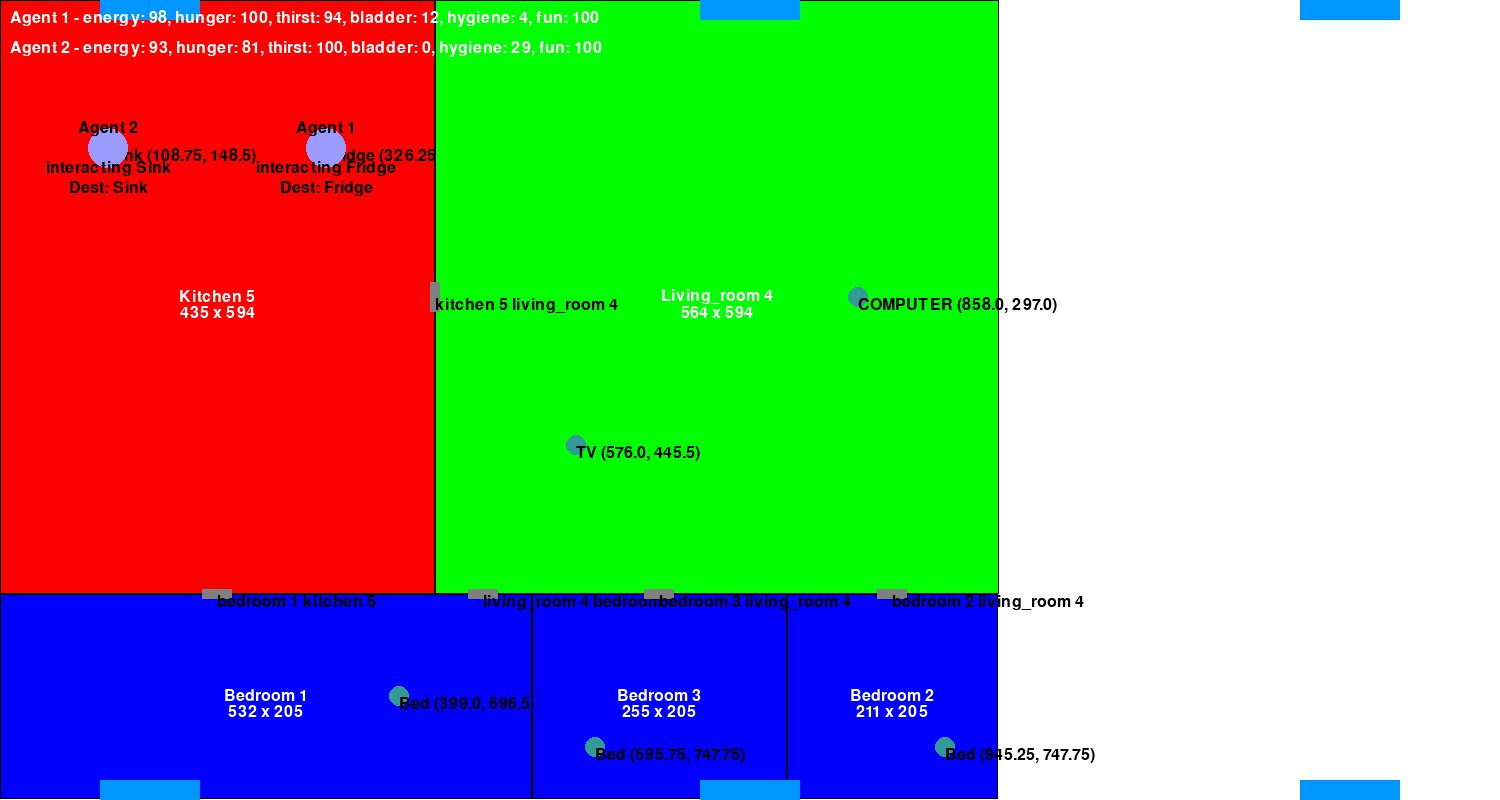 Agent 1 - energy: 98, hunger: 100, thirst: 94, bladder: 12, hygiene: 4, fun: 100
Agent 2 - energy: 93, hunger: 81, thirst: 100, bladder: 0, hygiene: 29, fun: 100
Agent 2
Agent 1
(108.75, 148.5)
(326.25
interacting Sink
interacting Fridge
Dest: Sink
Dest: Fridge
Kitchen 5
435 x 594
Living_room 4
564 x 594
kitchen 5 living_room 4
COMPUTER (858.0, 297.0)
TV (576.0, 445.5)
bedroom 1 kitchen 5
living_room 4
bedroom 3 living_room 4
bedroom 2 living_room 4
Bedroom 1
532 x 205
Bed (399.0, 696.5
Bedroom 3
255 x 205
Bedroom 2
211 x 205
Bed (595.75, 747.75)
Bed (945.25, 747.75)